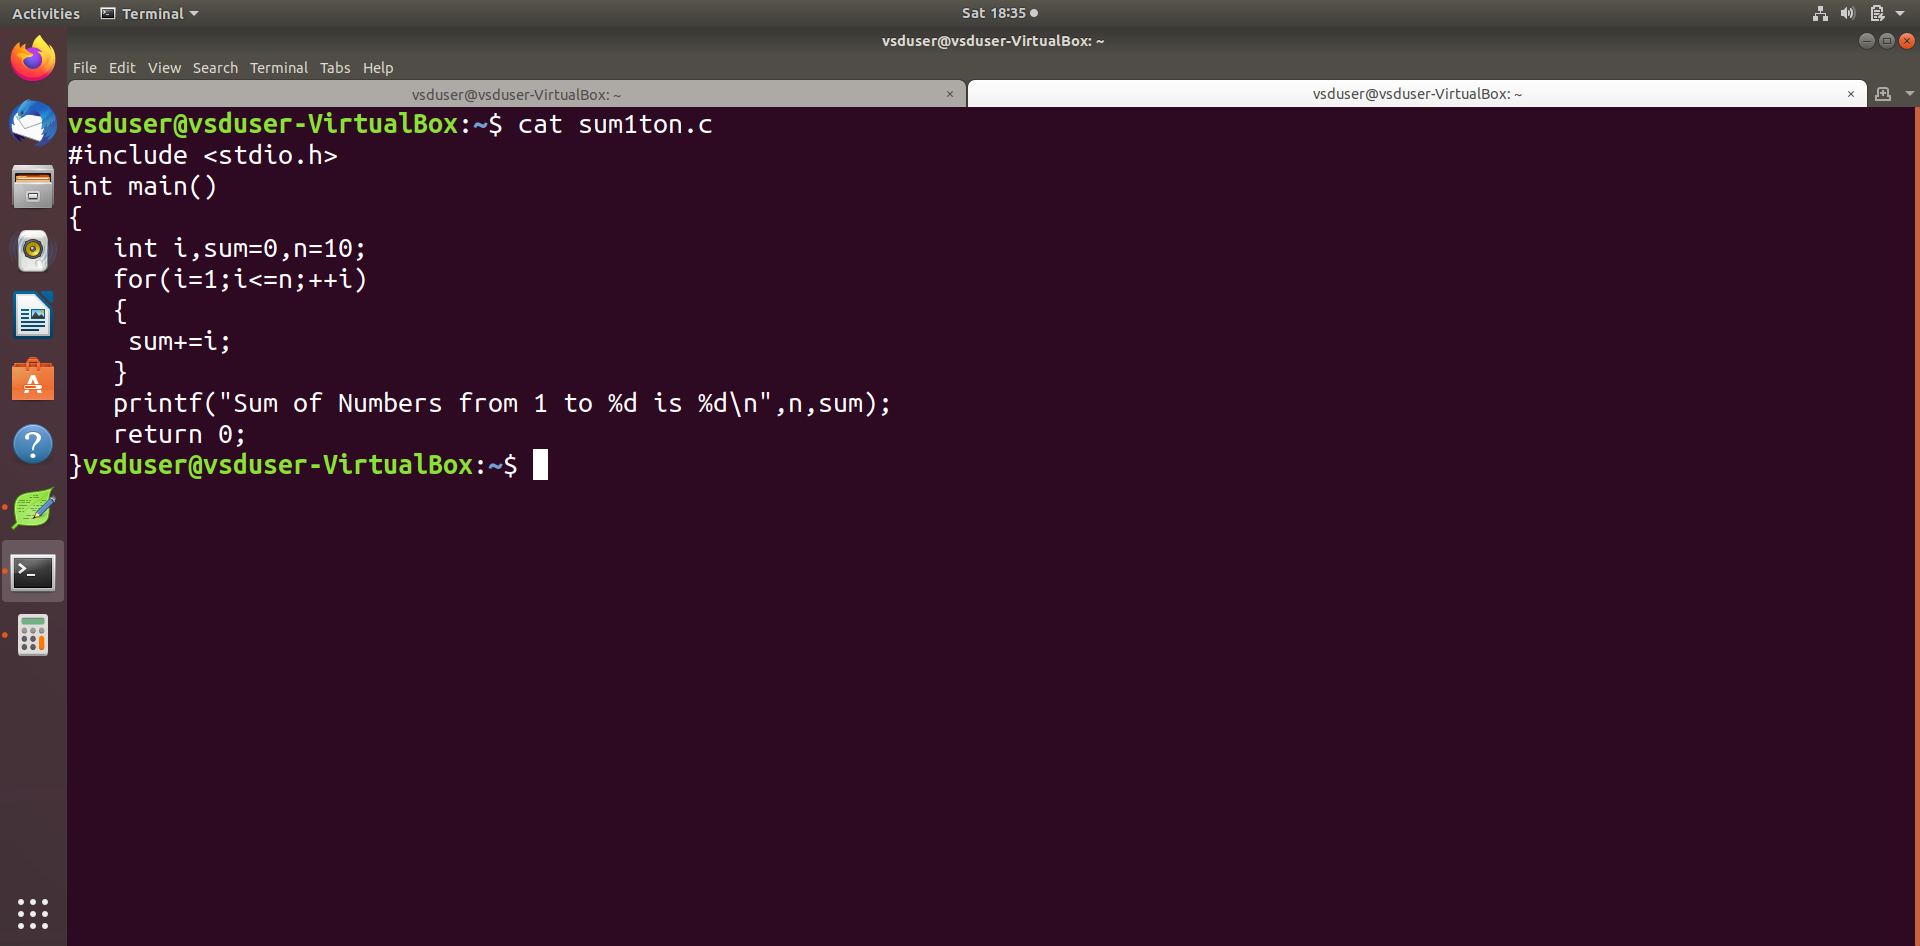 Activities Terminal Sat 18:35
vsduser@vsduser-VirtualBox: ~
File Edit View Search Terminal Tabs Help
vsduser@vsduser-VirtualBox: ~ × vsduser@vsduser-VirtualBox: ~ ×
vsduser@vsduser-VirtualBox:~$ cat sum1ton.c
#include <stdio.h>
int main()
{
   int i,sum=0,n=10;
   for(i=1;i<=n;++i)
   {
    sum+=i;
   }
   printf("Sum of Numbers from 1 to %d is %d\n",n,sum);
   return 0;
}vsduser@vsduser-VirtualBox:~$